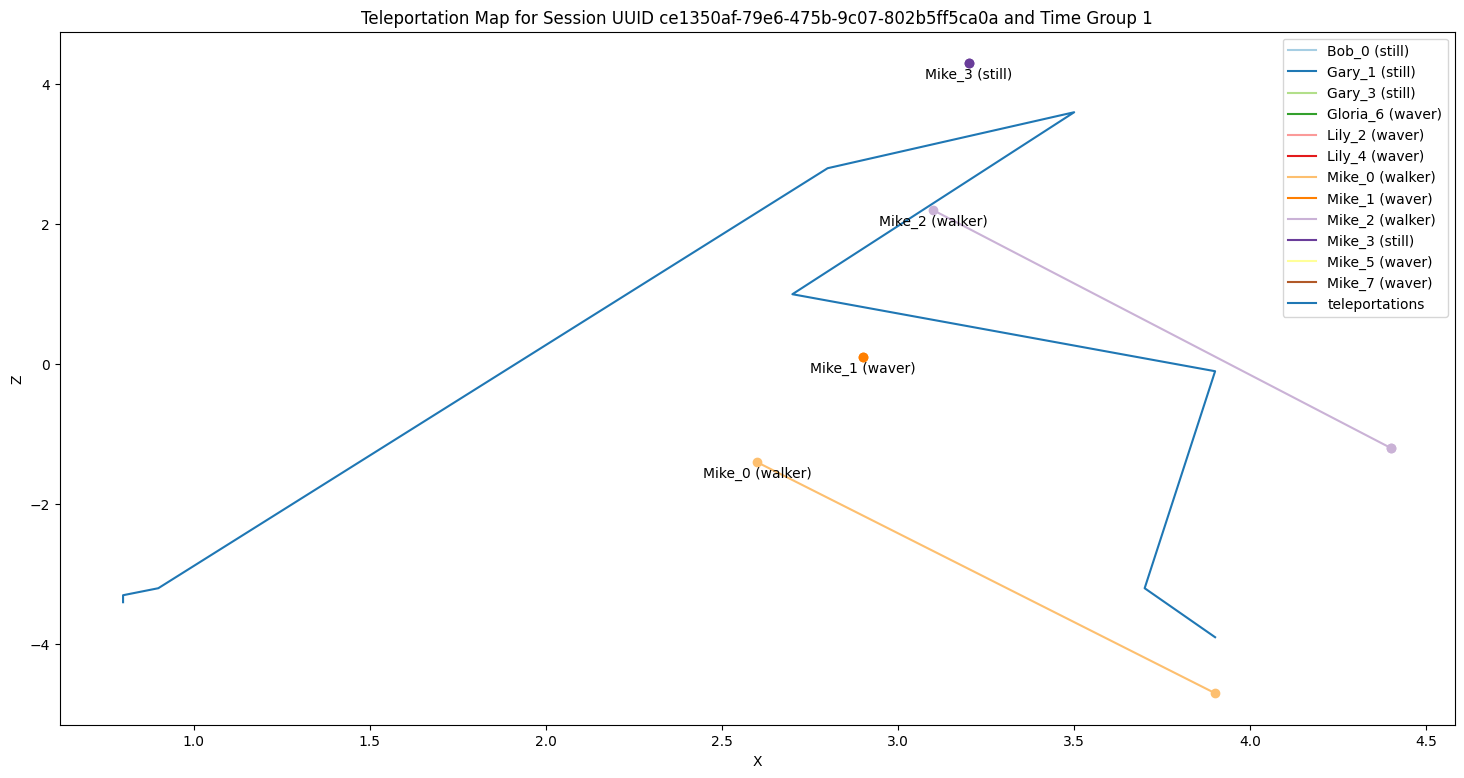 Teleportation Map for Session UUID ce1350af-79e6-475b-9c07-802b5ff5ca0a and Time Group 1
Bob_0 (still)
Gary_1 (still)
Gary_3 (still)
Gloria_6 (waver)
Lily_2 (waver)
Lily_4 (waver)
Mike_0 (walker)
Mike_1 (waver)
Mike_2 (walker)
Mike_3 (still)
Mike_5 (waver)
Mike_7 (waver)
teleportations
Mike_3 (still)
Mike_2 (walker)
Mike_1 (waver)
Mike_0 (walker)
4
2
0
−2
−4
Z
1.0 1.5 2.0 2.5 3.0 3.5 4.0 4.5
X